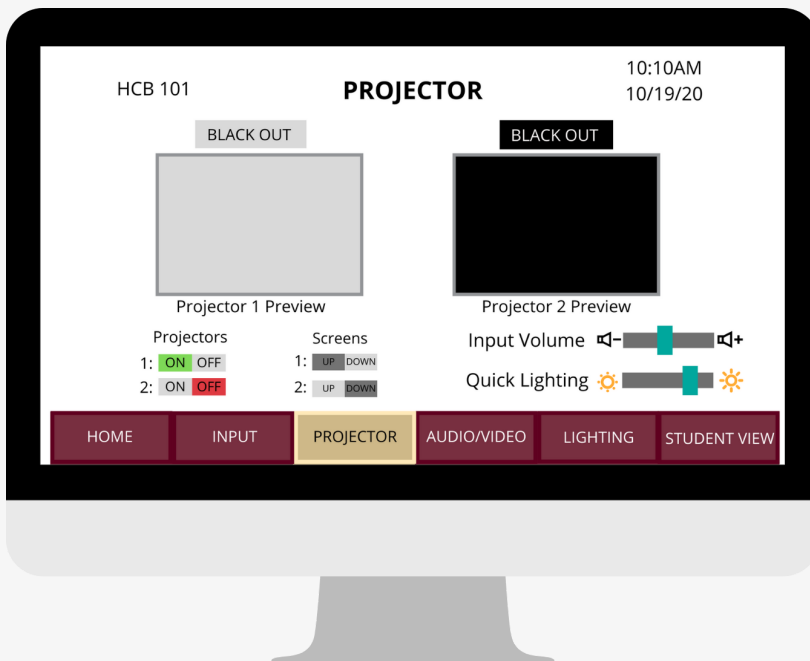 HCB 101
PROJECTOR
10:10AM
10/19/20
BLACK OUT
BLACK OUT
Projector 1 Preview
Projector 2 Preview
Projectors
1: ON OFF
2: ON OFF
Screens
1: UP DOWN
2: UP DOWN
Input Volume - +
Quick Lighting
HOME INPUT PROJECTOR AUDIO/VIDEO LIGHTING STUDENT VIEW